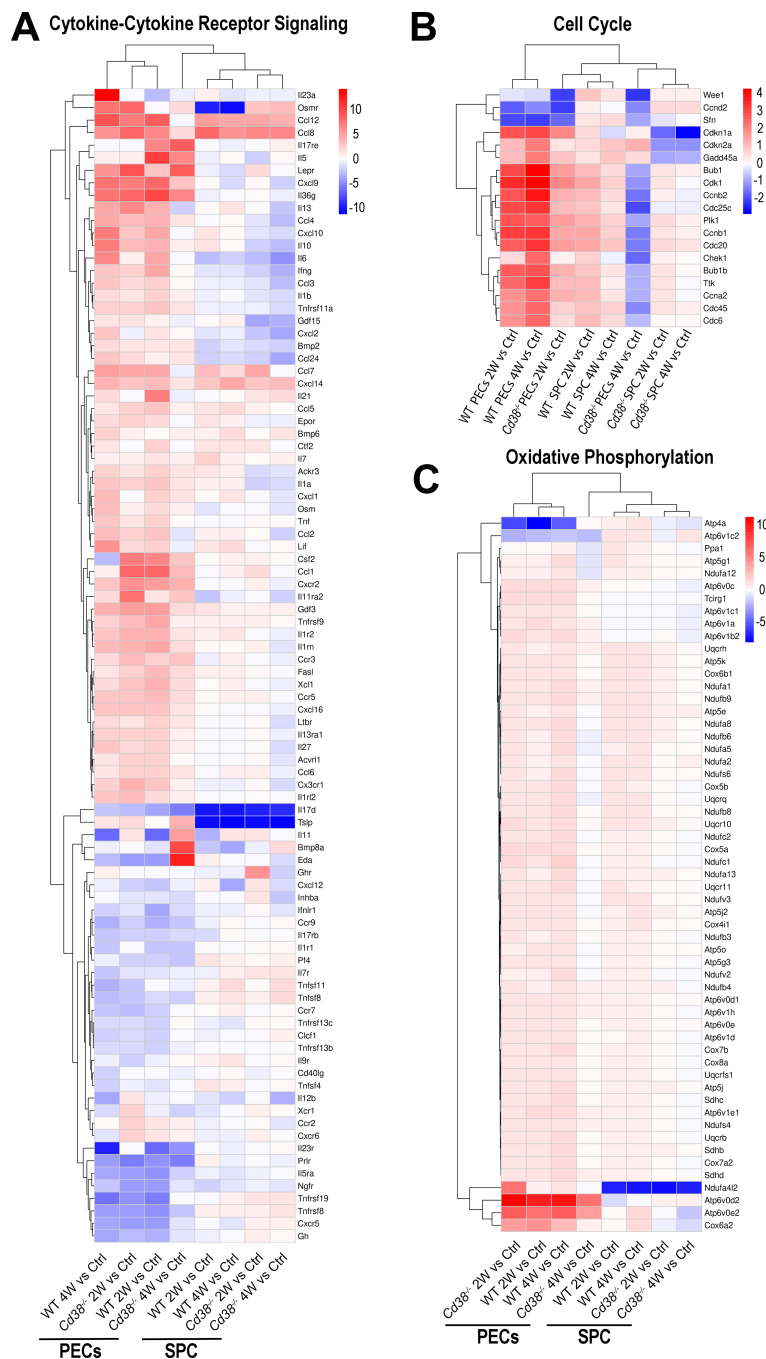 A
Cytokine-Cytokine Receptor Signaling
Il23a
Osmr
Ccl12
Ccl8
Il17re
Il5
Lepr
Cxcl9
Il36g
Il13
Ccl4
Cxcl10
Il10
Il6
Ifng
Ccl3
Il1b
Tnfrsf11a
Gdf15
Cxcl2
Bmp2
Ccl24
Ccl7
Cxcl14
Il21
Ccl5
Epor
Bmp6
Ctf2
Il7
Ackr3
Il1a
Cxcl1
Osm
Tnf
Ccl2
Lif
Csf2
Ccl1
Cxcr2
Il11ra2
Gdf3
Tnfrsf9
Il1r2
Il1rn
Ccr3
Fasl
Xcl1
Ccr5
Cxcl16
Ltbr
Il13ra1
Il27
Acvrl1
Ccl6
Cx3cr1
Il1rl2
Il17d
Tslp
Il11
Bmp8a
Eda
Ghr
Cxcl12
Inhba
Ifnlr1
Ccr9
Il17rb
Il1r1
Pf4
Il7r
Tnfsf11
Tnfsf8
Ccr7
Tnfrsf13c
Clcf1
Tnfrsf13b
Il9r
Cd40lg
Tnfsf4
Il12b
Xcr1
Ccr2
Cxcr6
Il23r
Prlr
Il5ra
Ngfr
Tnfrsf19
Tnfrsf8
Cxcr5
Gh
10
5
0
-5
-10
WT 4W vs Ctrl
Cd38-/- 2W vs Ctrl
WT 2W vs Ctrl
Cd38-/- 4W vs Ctrl
WT 2W vs Ctrl
WT 4W vs Ctrl
Cd38-/- 2W vs Ctrl
Cd38-/- 4W vs Ctrl
PECs
SPC
B
Cell Cycle
Wee1
Ccnd2
Sfn
Cdkn1a
Cdkn2a
Gadd45a
Bub1
Cdk1
Ccnb2
Cdc25c
Plk1
Ccnb1
Cdc20
Chek1
Bub1b
Ttk
Ccna2
Cdc45
Cdc6
4
3
2
1
0
-1
-2
WT PECs 2W vs Ctrl
WT PECs 4W vs Ctrl
Cd38-/- PECs 2W vs Ctrl
WT SPC 2W vs Ctrl
WT SPC 4W vs Ctrl
Cd38-/- PECs 4W vs Ctrl
Cd38-/- SPC 2W vs Ctrl
Cd38-/- SPC 4W vs Ctrl
C
Oxidative Phosphorylation
Atp4a
Atp6v1c2
Ppa1
Atp5g1
Ndufa12
Atp6v0c
Tcirg1
Atp6v1c1
Atp6v1a
Atp6v1b2
Uqcrh
Atp5k
Cox6b1
Ndufa1
Ndufb9
Atp5e
Ndufa8
Ndufb6
Ndufa5
Ndufa2
Ndufs6
Cox5b
Uqcrq
Ndufb8
Uqcr10
Ndufc2
Cox5a
Ndufc1
Ndufa13
Uqcr11
Ndufv3
Atp5j2
Cox4i1
Ndufb3
Atp5o
Atp5g3
Ndufv2
Ndufb4
Atp6v0d1
Atp6v1h
Atp6v0e
Atp6v1d
Cox7b
Cox8a
Uqcrfs1
Atp5j
Sdhc
Atp6v1e1
Ndufs4
Uqcrb
Sdhb
Cox7a2
Sdhd
Ndufa4l2
Atp6v0d2
Atp6v0e2
Cox6a2
10
5
0
-5
Cd38-/- 2W vs Ctrl
WT 2W vs Ctrl
WT 4W vs Ctrl
Cd38-/- 4W vs Ctrl
WT 2W vs Ctrl
WT 4W vs Ctrl
Cd38-/- 2W vs Ctrl
Cd38-/- 4W vs Ctrl
PECs
SPC